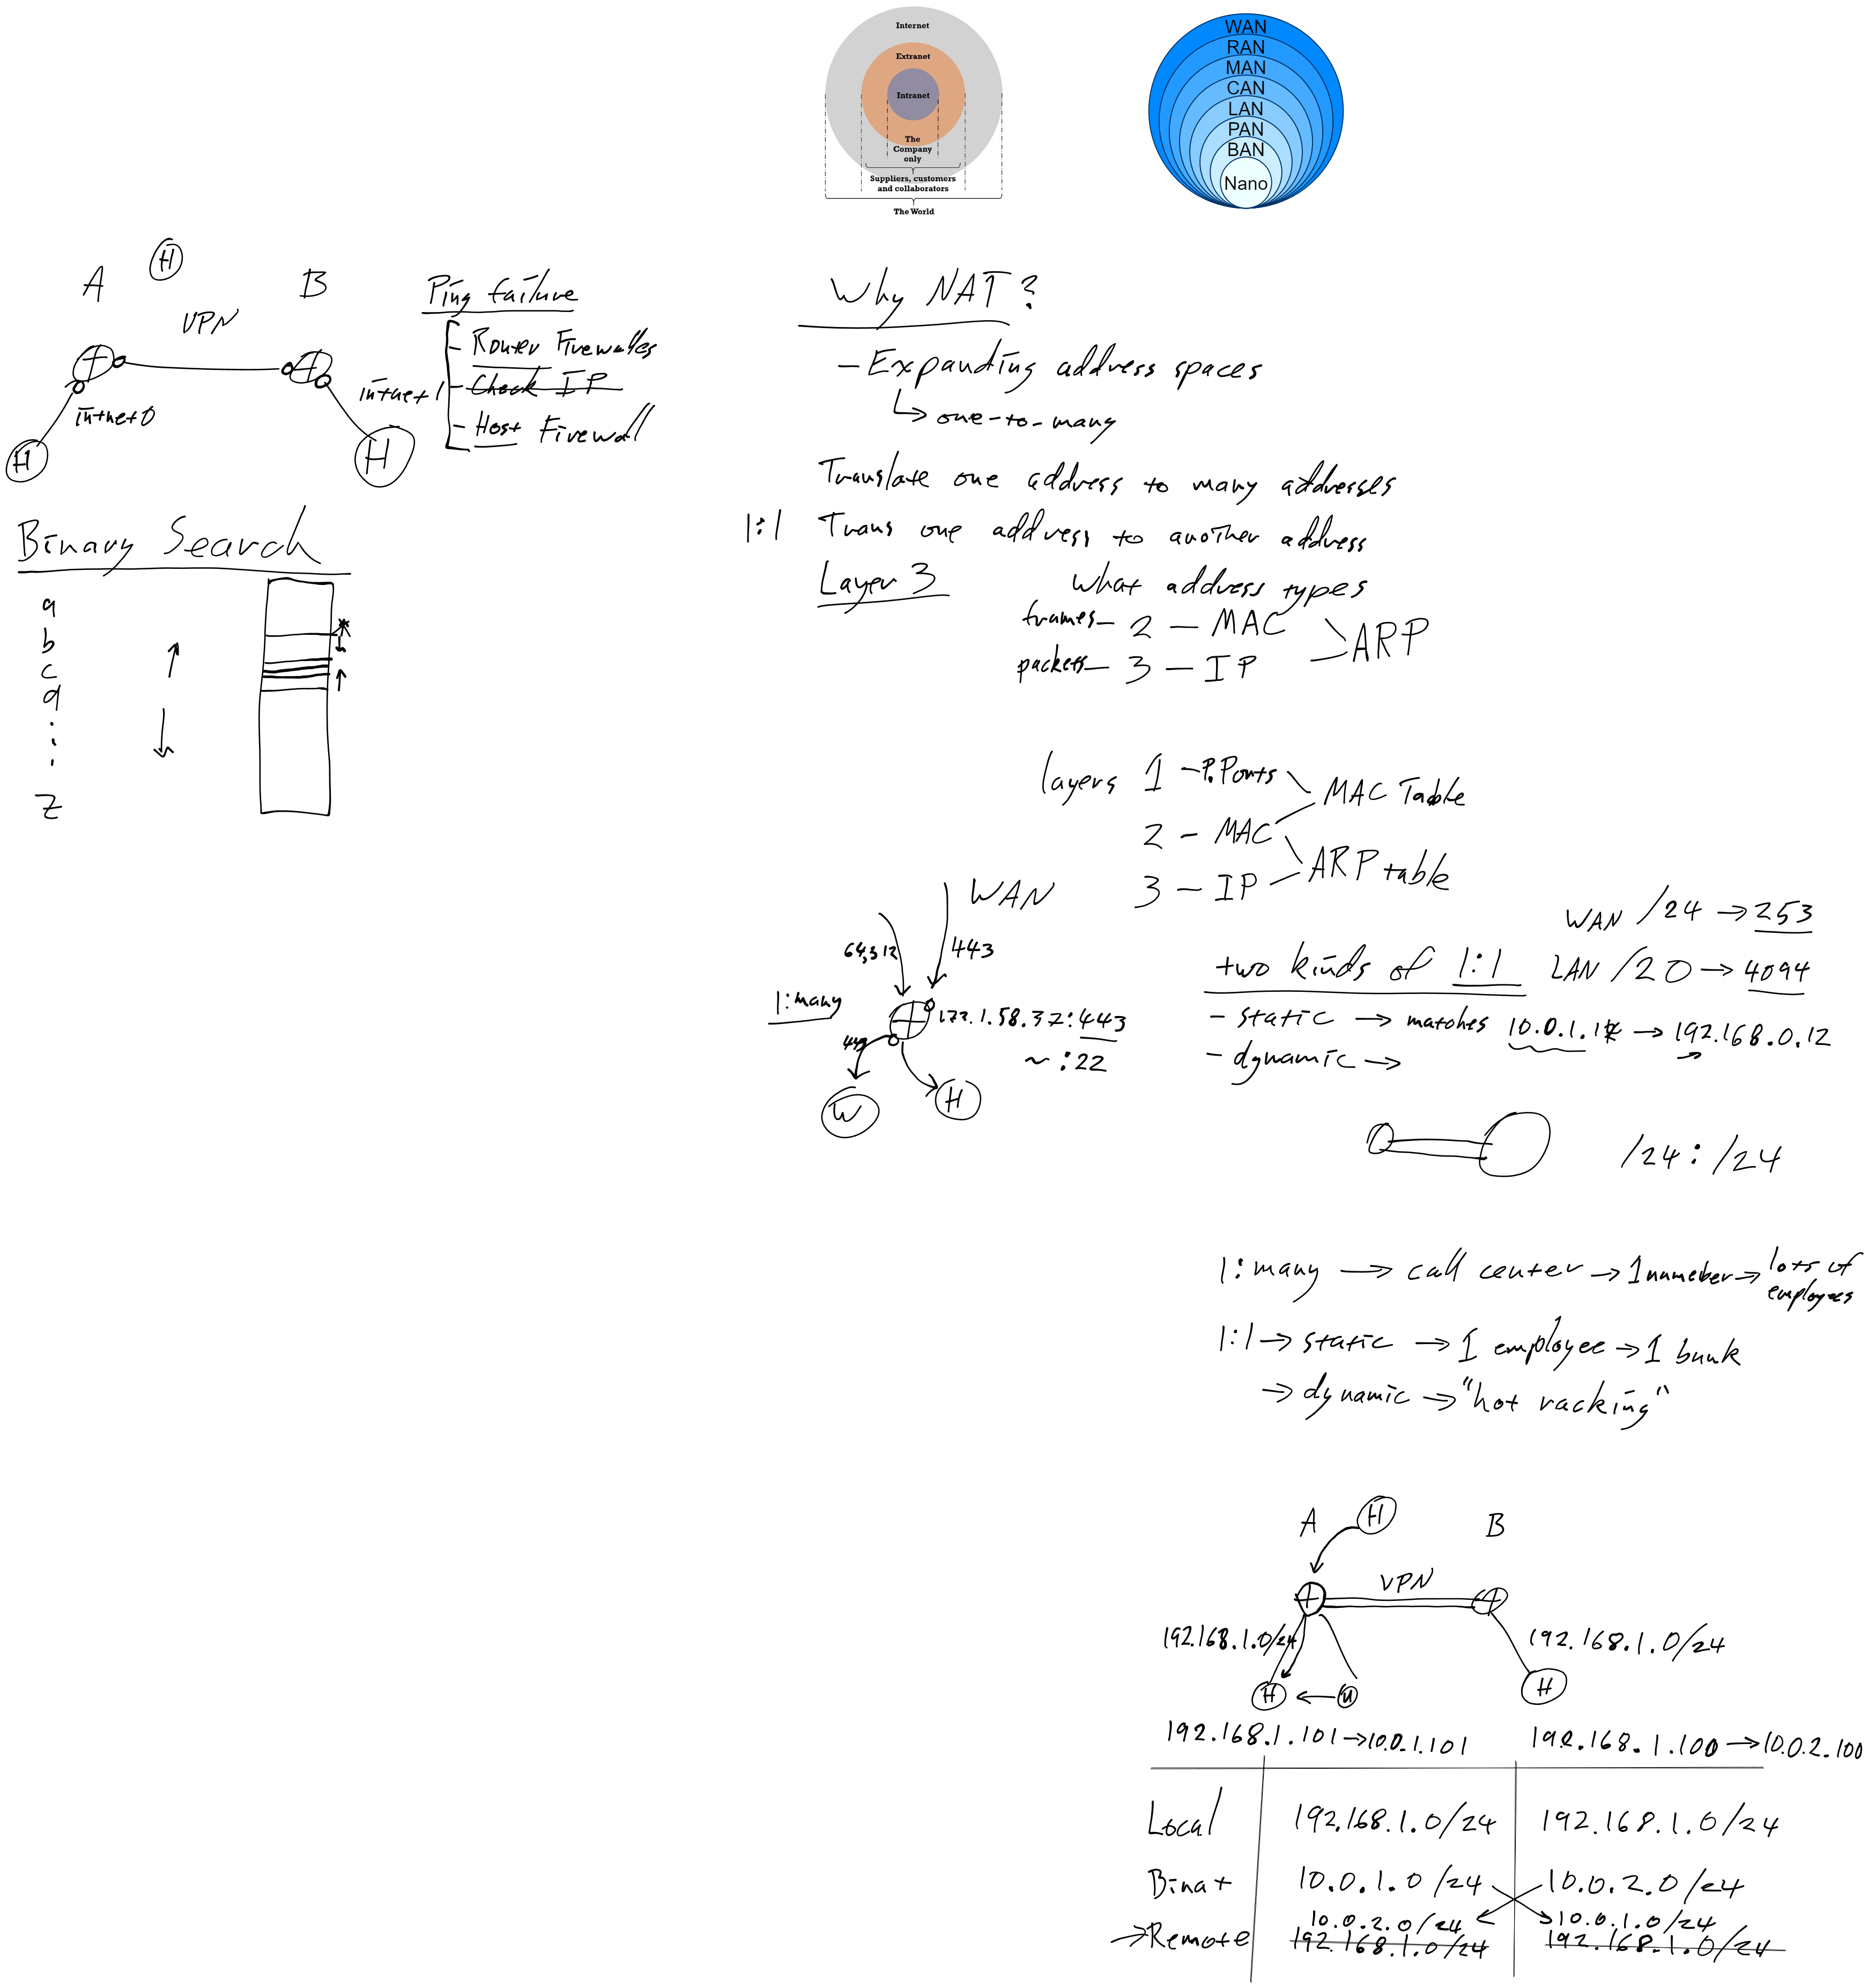 Internet
Extranet
Intranet
The
Company
only
Suppliers, customers
and collaborators
The World
WAN
RAN
MAN
CAN
LAN
PAN
BAN
Nano
H
A
B
VPN
intnet0
intnet1
H
H
Ping failure
- Router Firewalles
- Check IP
- Host Firewall
Binary Search
a
b
c
d
z
Why NAT?
- Expanding address spaces
↳ one-to-many
Translate one address to many addresses
1:1 Trans one address to another address
Layer 3
What address types
frames - 2 - MAC
packets - 3 - IP
ARP
layers 1 - P. Ports
2 - MAC
3 - IP
MAC Table
ARP table
WAN
443
1:many
:443
~ :22
W
H
WAN /24 → 253
LAN /20 → 4094
two kinds of 1:1
- static → matches 10.0.1.12 → 192.168.0.12
- dynamic →
/24 : /24
1:many → call center → 1 numeber → lots of
employees
1:1 → static → 1 employee → 1 bunk
→ dynamic → "hot racking"
A
H
B
VPN
192.168.1.0/24
192.168.1.0/24
H
H
192.168.1.101 → 10.0.1.101
192.168.1.100 → 10.0.2.100
Local 192.168.1.0/24 192.168.1.0/24
Binat 10.0.1.0/24 10.0.2.0/24
10.0.2.0/24 10.0.1.0/24
→ Remote 192.168.1.0/24 192.168.1.0/24